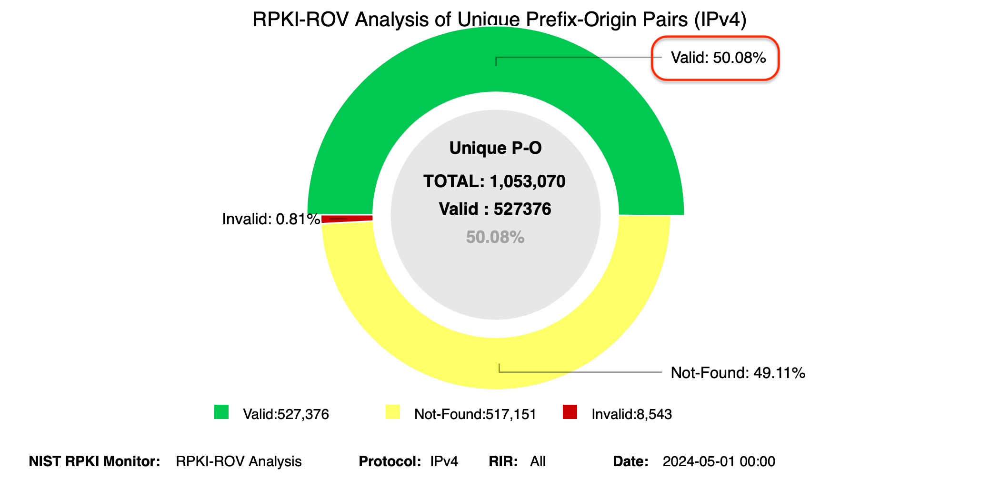 RPKI-ROV Analysis of Unique Prefix-Origin Pairs (IPv4)
Valid: 50.08%
Unique P-O
TOTAL: 1,053,070
Valid : 527376
50.08%
Invalid: 0.81%
Not-Found: 49.11%
Valid:527,376 Not-Found:517,151 Invalid:8,543
NIST RPKI Monitor: RPKI-ROV Analysis Protocol: IPv4 RIR: All Date: 2024-05-01 00:00